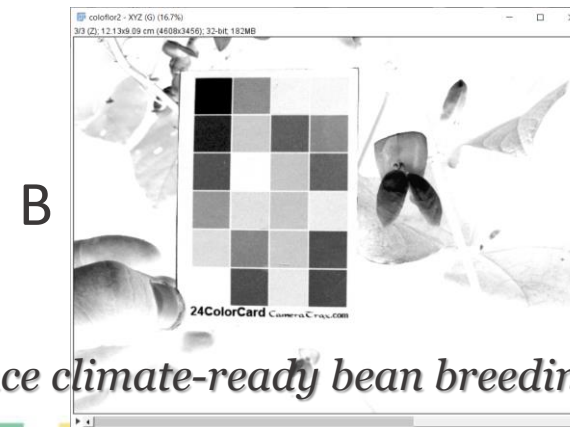 coloflor2 - XYZ (G) (16.7%)
3/3 (Z); 12.13x9.09 cm (4608x3456); 32-bit; 182MB
B
24ColorCard CameraTrax.com
ce climate-ready bean breedin